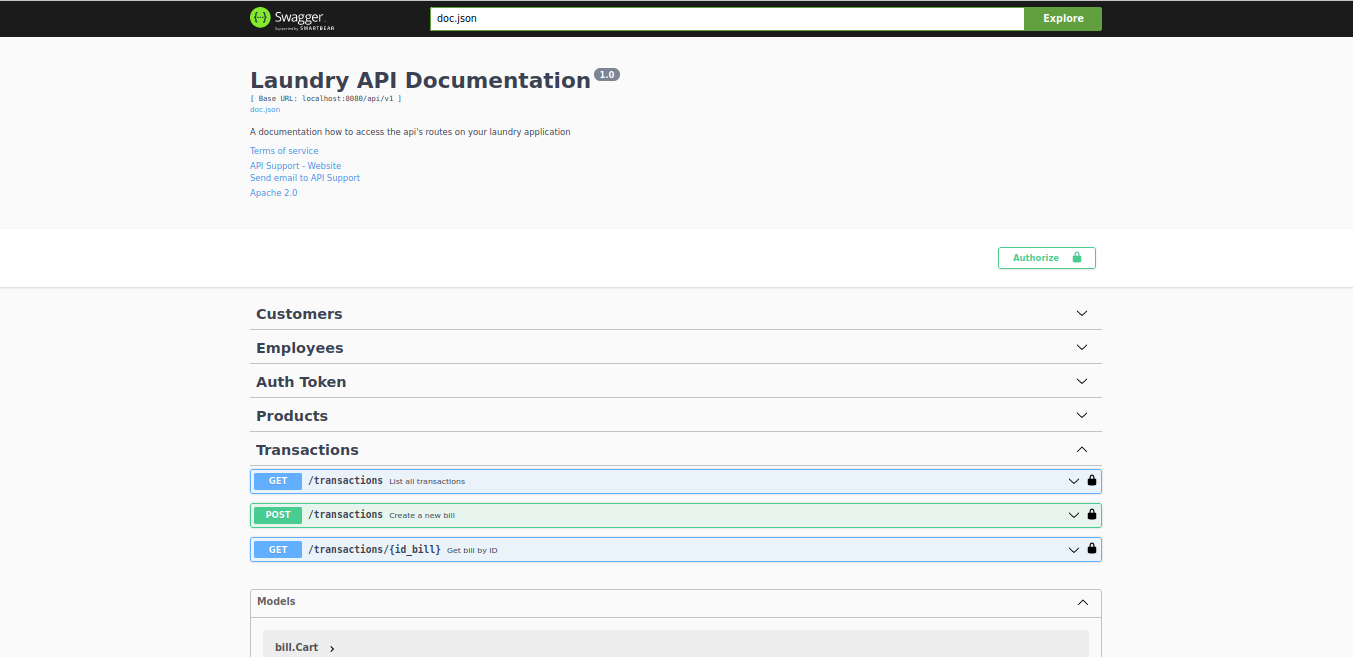 Swagger.
Supported by SMARTBEAR
doc.json
Explore
Laundry API Documentation 1.0
[ Base URL: localhost:8080/api/v1 ]
doc.json
A documentation how to access the api's routes on your laundry application
Terms of service
API Support - Website
Send email to API Support
Apache 2.0
Authorize
Customers
Employees
Auth Token
Products
Transactions
GET /transactions List all transactions
POST /transactions Create a new bill
GET /transactions/{id_bill} Get bill by ID
Models
bill.Cart